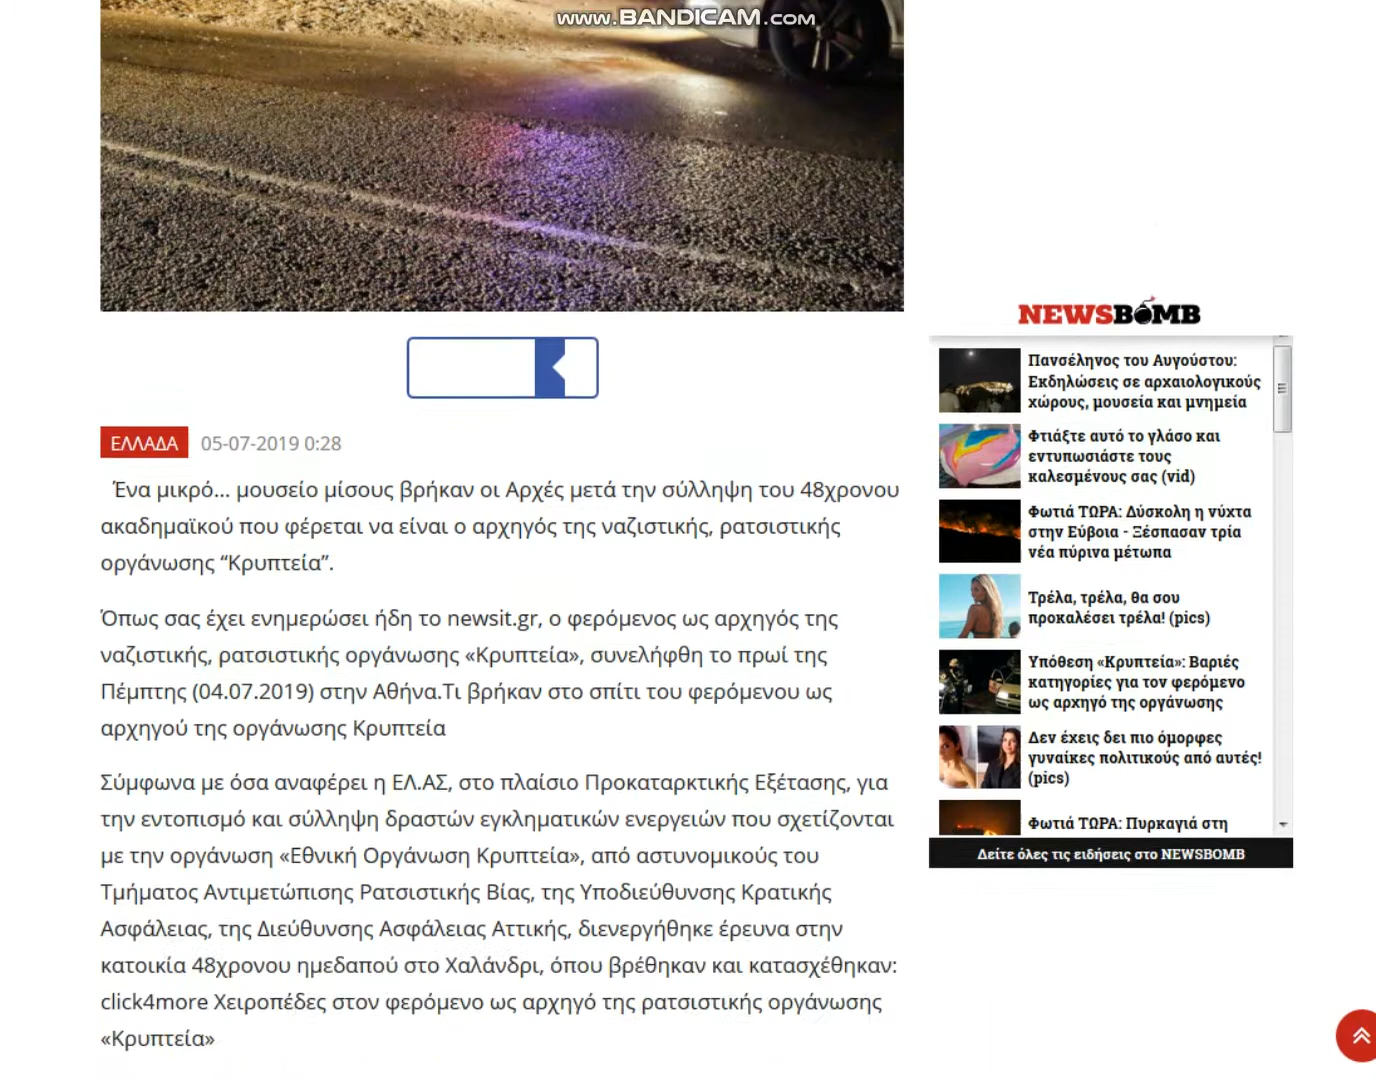 www.BANDICAM.com
ΕΛΛΑΔΑ 05-07-2019 0:28
Ένα μικρό... μουσείο μίσους βρήκαν οι Αρχές μετά την σύλληψη του 48χρονου
ακαδημαϊκού που φέρεται να είναι ο αρχηγός της ναζιστικής, ρατσιστικής
οργάνωσης “Κρυπτεία”.
Όπως σας έχει ενημερώσει ήδη το newsit.gr, ο φερόμενος ως αρχηγός της
ναζιστικής, ρατσιστικής οργάνωσης «Κρυπτεία», συνελήφθη το πρωί της
Πέμπτης (04.07.2019) στην Αθήνα.Τι βρήκαν στο σπίτι του φερόμενου ως
αρχηγού της οργάνωσης Κρυπτεία
Σύμφωνα με όσα αναφέρει η ΕΛ.ΑΣ, στο πλαίσιο Προκαταρκτικής Εξέτασης, για
την εντοπισμό και σύλληψη δραστών εγκληματικών ενεργειών που σχετίζονται
με την οργάνωση «Εθνική Οργάνωση Κρυπτεία», από αστυνομικούς του
Τμήματος Αντιμετώπισης Ρατσιστικής Βίας, της Υποδιεύθυνσης Κρατικής
Ασφάλειας, της Διεύθυνσης Ασφάλειας Αττικής, διενεργήθηκε έρευνα στην
κατοικία 48χρονου ημεδαπού στο Χαλάνδρι, όπου βρέθηκαν και κατασχέθηκαν:
click4more Χειροπέδες στον φερόμενο ως αρχηγό της ρατσιστικής οργάνωσης
«Κρυπτεία»
NEWSBOMB
Πανσέληνος του Αυγούστου:
Εκδηλώσεις σε αρχαιολογικούς
χώρους, μουσεία και μνημεία
Φτιάξτε αυτό το γλάσο και
εντυπωσιάστε τους
καλεσμένους σας (vid)
Φωτιά ΤΩΡΑ: Δύσκολη η νύχτα
στην Εύβοια - Ξέσπασαν τρία
νέα πύρινα μέτωπα
Τρέλα, τρέλα, θα σου
προκαλέσει τρέλα! (pics)
Υπόθεση «Κρυπτεία»: Βαριές
κατηγορίες για τον φερόμενο
ως αρχηγό της οργάνωσης
Δεν έχεις δει πιο όμορφες
γυναίκες πολιτικούς από αυτές!
(pics)
Φωτιά ΤΩΡΑ: Πυρκαγιά στη
Δείτε όλες τις ειδήσεις στο NEWSBOMB